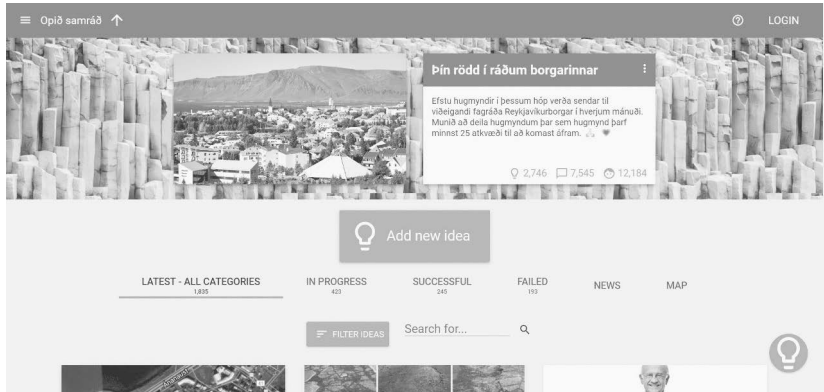 Opið samráð
LOGIN
Þín rödd í ráðum borgarinnar
Efstu hugmyndir í þessum hóp verða sendar til
viðeigandi fagráða Reykjavíkurborgar í hverjum mánuði.
Munið að deila hugmyndum þar sem hugmynd þarf
minnst 25 atkvæði til að komast áfram.
2,746 7,545 12,184
Add new idea
LATEST - ALL CATEGORIES
1,835
IN PROGRESS
423
SUCCESSFUL
245
FAILED
193
NEWS
MAP
FILTER IDEAS
Search for...